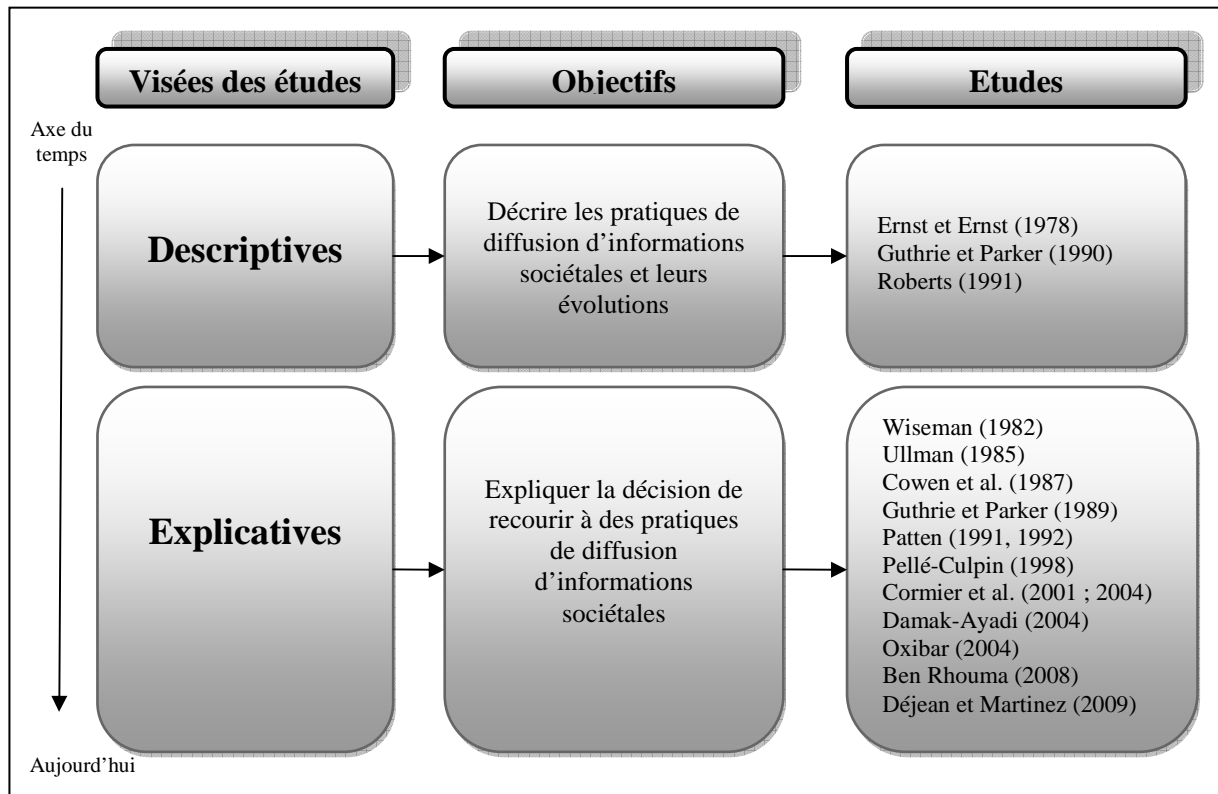 Visées des études
Objectifs
Etudes
Axe du
temps
Descriptives
Décrire les pratiques de
diffusion d’informations
sociétales et leurs
évolutions
Ernst et Ernst (1978)
Guthrie et Parker (1990)
Roberts (1991)
Explicatives
Expliquer la décision de
recourir à des pratiques
de diffusion
d’informations
sociétales
Wiseman (1982)
Ullman (1985)
Cowen et al. (1987)
Guthrie et Parker (1989)
Patten (1991, 1992)
Pellé-Culpin (1998)
Cormier et al. (2001 ; 2004)
Damak-Ayadi (2004)
Oxibar (2004)
Ben Rhouma (2008)
Déjean et Martinez (2009)
Aujourd’hui